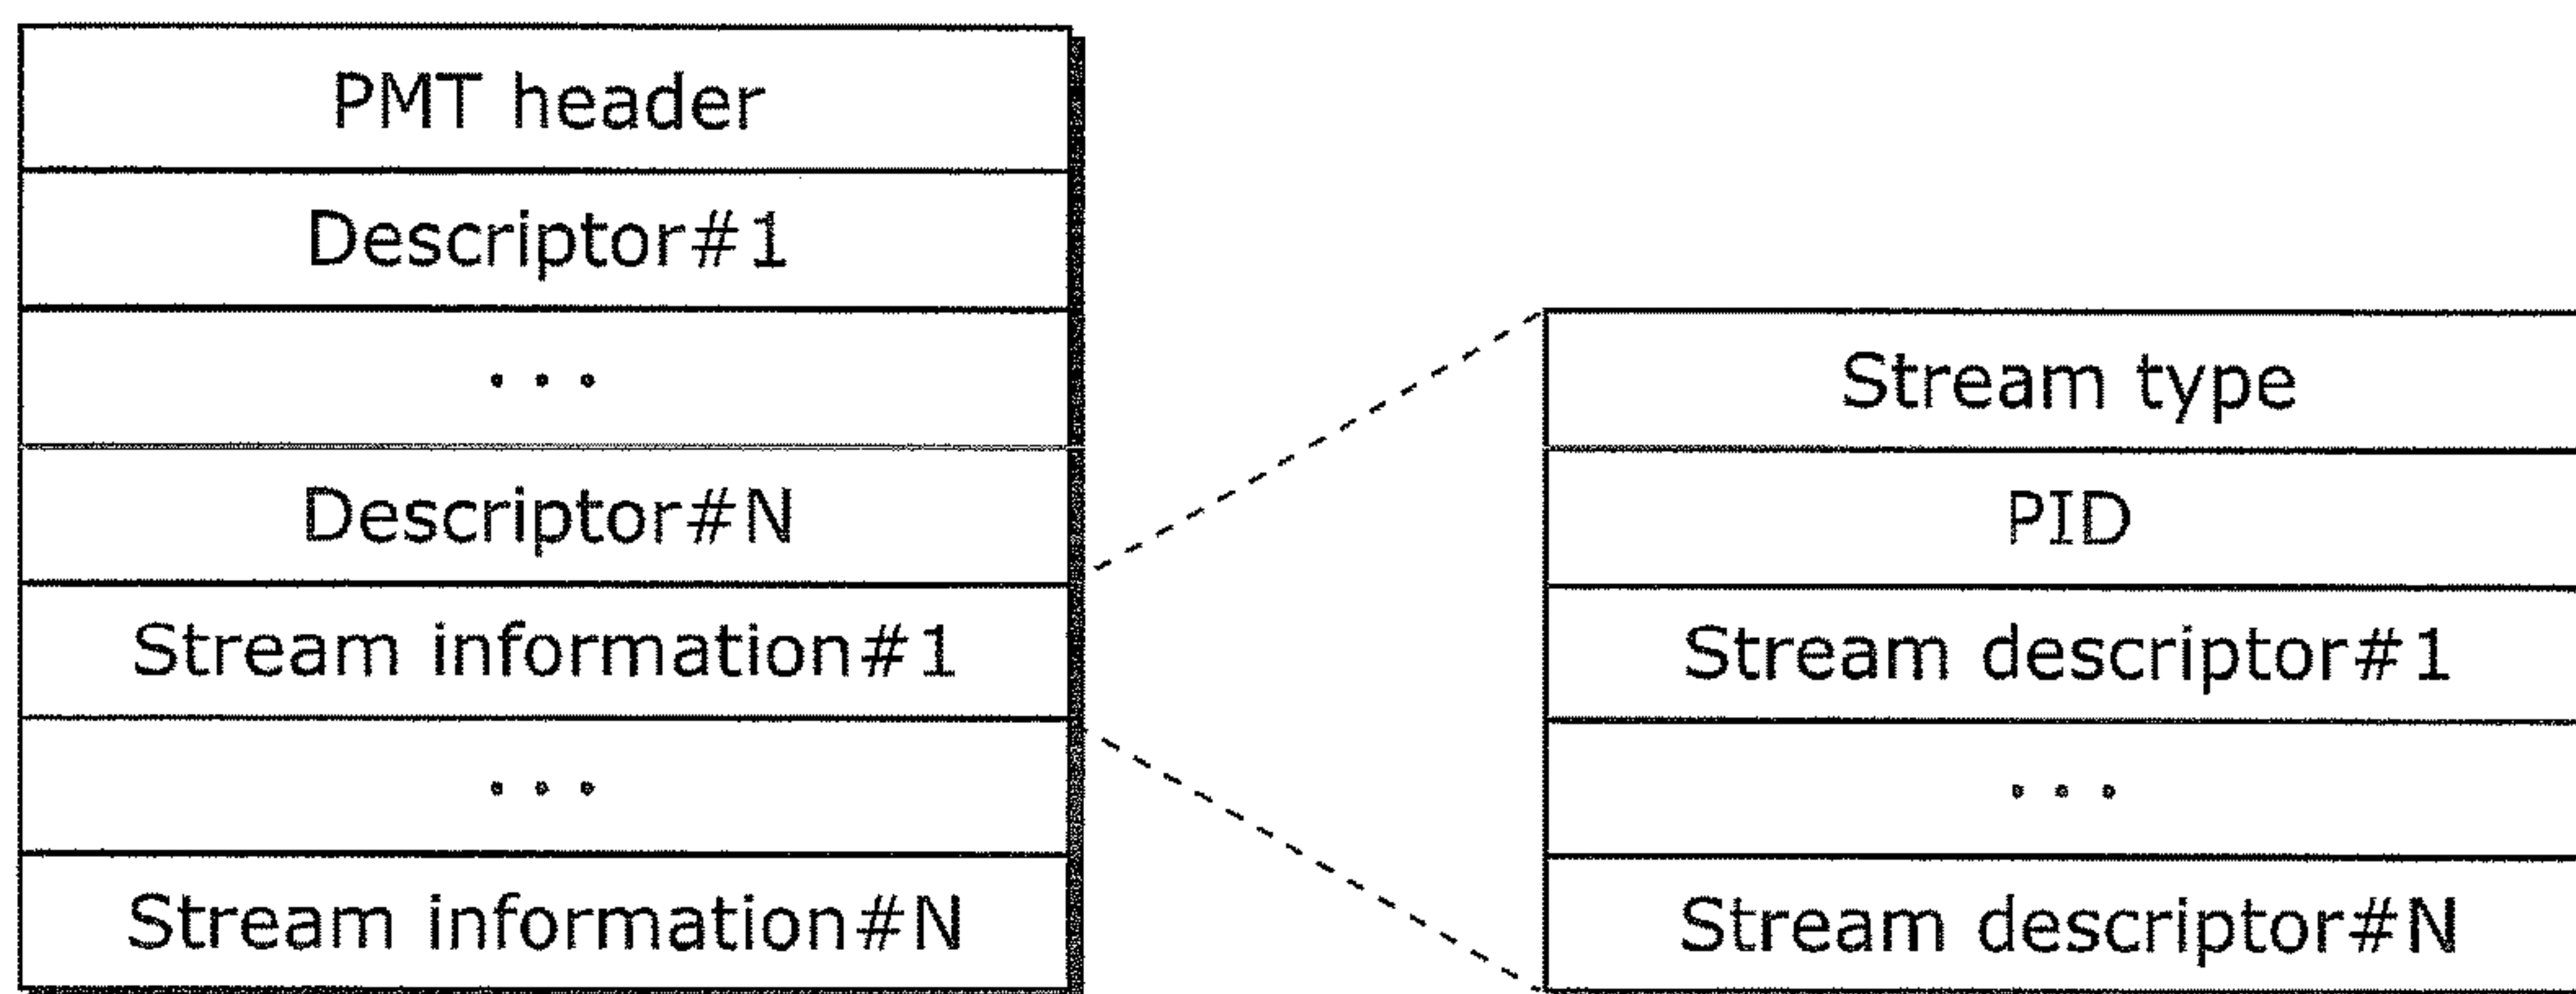 PMT header
Descriptor#1
...
Descriptor#N
Stream information#1
...
Stream information#N
Stream type
PID
Stream descriptor#1
...
Stream descriptor#N